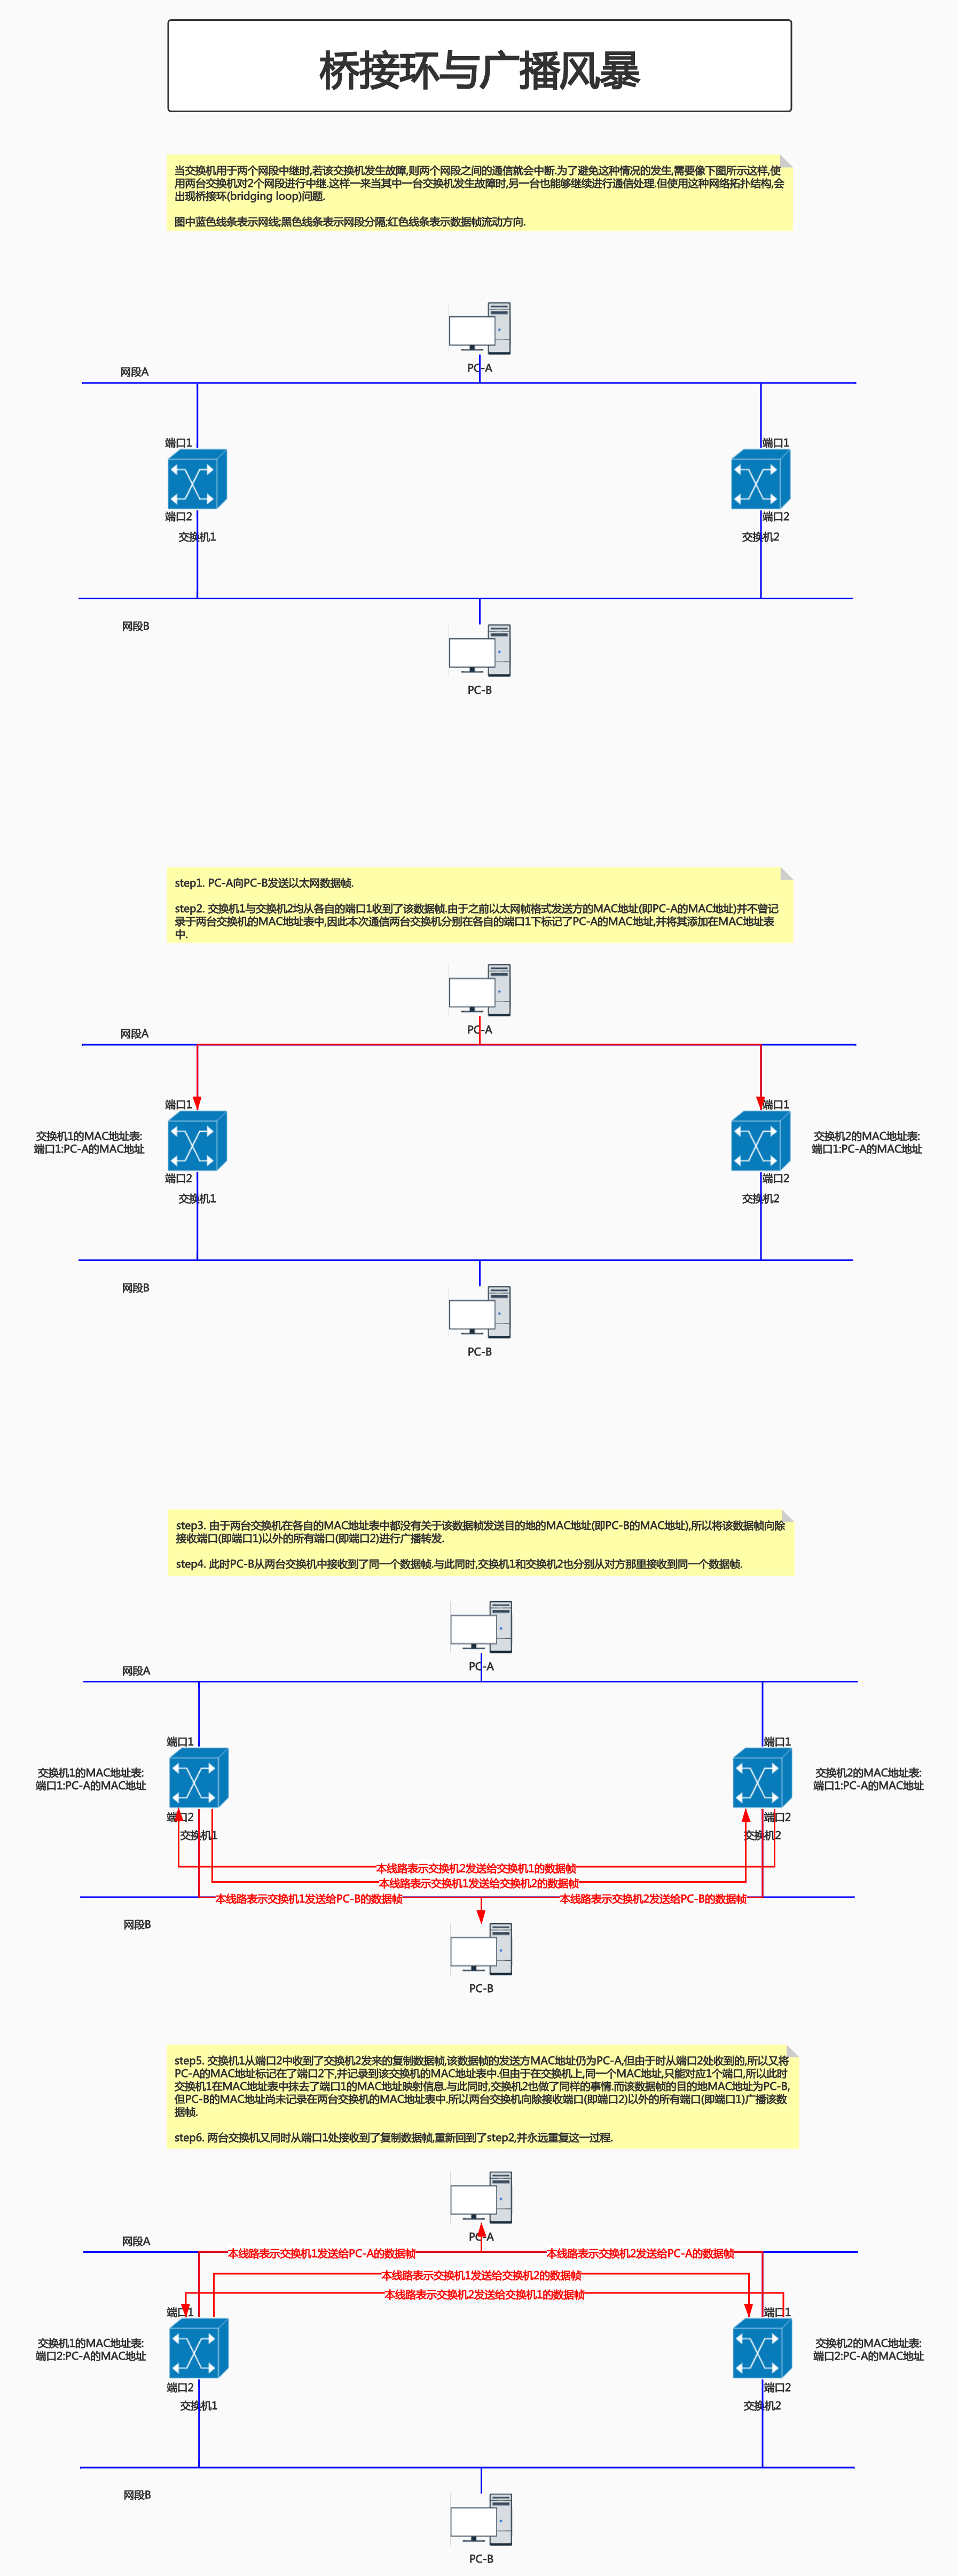 桥接环与广播风暴
当交换机用于两个网段中继时,若该交换机发生故障,则两个网段之间的通信就会中断.为了避免这种情况的发生,需要像下图所示这样,使
用两台交换机对2个网段进行中继.这样一来当其中一台交换机发生故障时,另一台也能够继续进行通信处理.但使用这种网络拓扑结构,会
出现桥接环(bridging loop)问题.
图中蓝色线条表示网线;黑色线条表示网段分隔;红色线条表示数据帧流动方向.
PC-A
网段A
端口1
端口1
端口2
端口2
交换机1
交换机2
网段B
PC-B
step1. PC-A向PC-B发送以太网数据帧.
step2. 交换机1与交换机2均从各自的端口1收到了该数据帧.由于之前以太网帧格式发送方的MAC地址(即PC-A的MAC地址)并不曾记
录于两台交换机的MAC地址表中,因此本次通信两台交换机分别在各自的端口1下标记了PC-A的MAC地址,并将其添加在MAC地址表
中.
PC-A
网段A
端口1
端口1
交换机1的MAC地址表:
端口1:PC-A的MAC地址
交换机2的MAC地址表:
端口1:PC-A的MAC地址
端口2
端口2
交换机1
交换机2
网段B
PC-B
step3. 由于两台交换机在各自的MAC地址表中都没有关于该数据帧发送目的地的MAC地址(即PC-B的MAC地址),所以将该数据帧向除
接收端口(即端口1)以外的所有端口(即端口2)进行广播转发.
step4. 此时PC-B从两台交换机中接收到了同一个数据帧.与此同时,交换机1和交换机2也分别从对方那里接收到同一个数据帧.
PC-A
网段A
端口1
端口1
交换机1的MAC地址表:
端口1:PC-A的MAC地址
交换机2的MAC地址表:
端口1:PC-A的MAC地址
端口2
端口2
交换机1
交换机2
本线路表示交换机2发送给交换机1的数据帧
本线路表示交换机1发送给交换机2的数据帧
本线路表示交换机1发送给PC-B的数据帧
本线路表示交换机2发送给PC-B的数据帧
网段B
PC-B
step5. 交换机1从端口2中收到了交换机2发来的复制数据帧,该数据帧的发送方MAC地址仍为PC-A,但由于时从端口2处收到的,所以又将
PC-A的MAC地址标记在了端口2下,并记录到该交换机的MAC地址表中.但由于在交换机上,同一个MAC地址,只能对应1个端口,所以此时
交换机1在MAC地址表中抹去了端口1的MAC地址映射信息.与此同时,交换机2也做了同样的事情.而该数据帧的目的地MAC地址为PC-B,
但PC-B的MAC地址尚未记录在两台交换机的MAC地址表中.所以两台交换机向除接收端口(即端口2)以外的所有端口(即端口1)广播该数
据帧.
step6. 两台交换机又同时从端口1处接收到了复制数据帧,重新回到了step2,并永远重复这一过程.
PC-A
网段A
本线路表示交换机1发送给PC-A的数据帧
本线路表示交换机2发送给PC-A的数据帧
本线路表示交换机1发送给交换机2的数据帧
本线路表示交换机2发送给交换机1的数据帧
端口1
端口1
交换机1的MAC地址表:
端口2:PC-A的MAC地址
交换机2的MAC地址表:
端口2:PC-A的MAC地址
端口2
端口2
交换机1
交换机2
网段B
PC-B